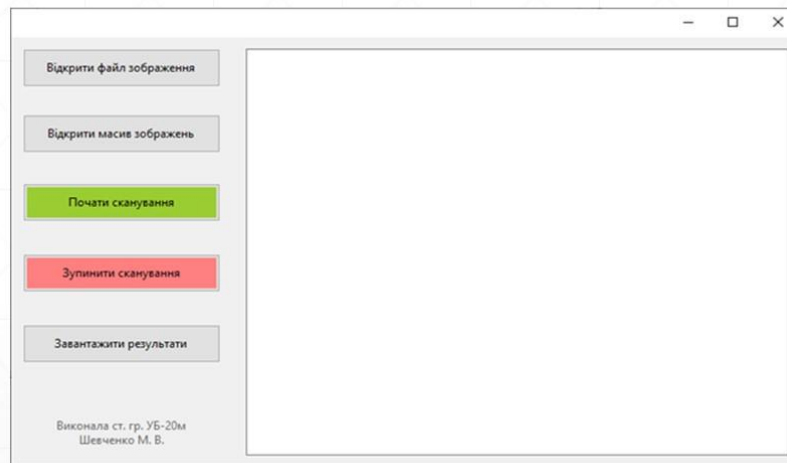 Відкрити файл зображення
Відкрити масив зображень
Почати сканування
Зупинити сканування
Завантажити результати
Виконала ст. гр. УБ-20м
Шевченко М. В.